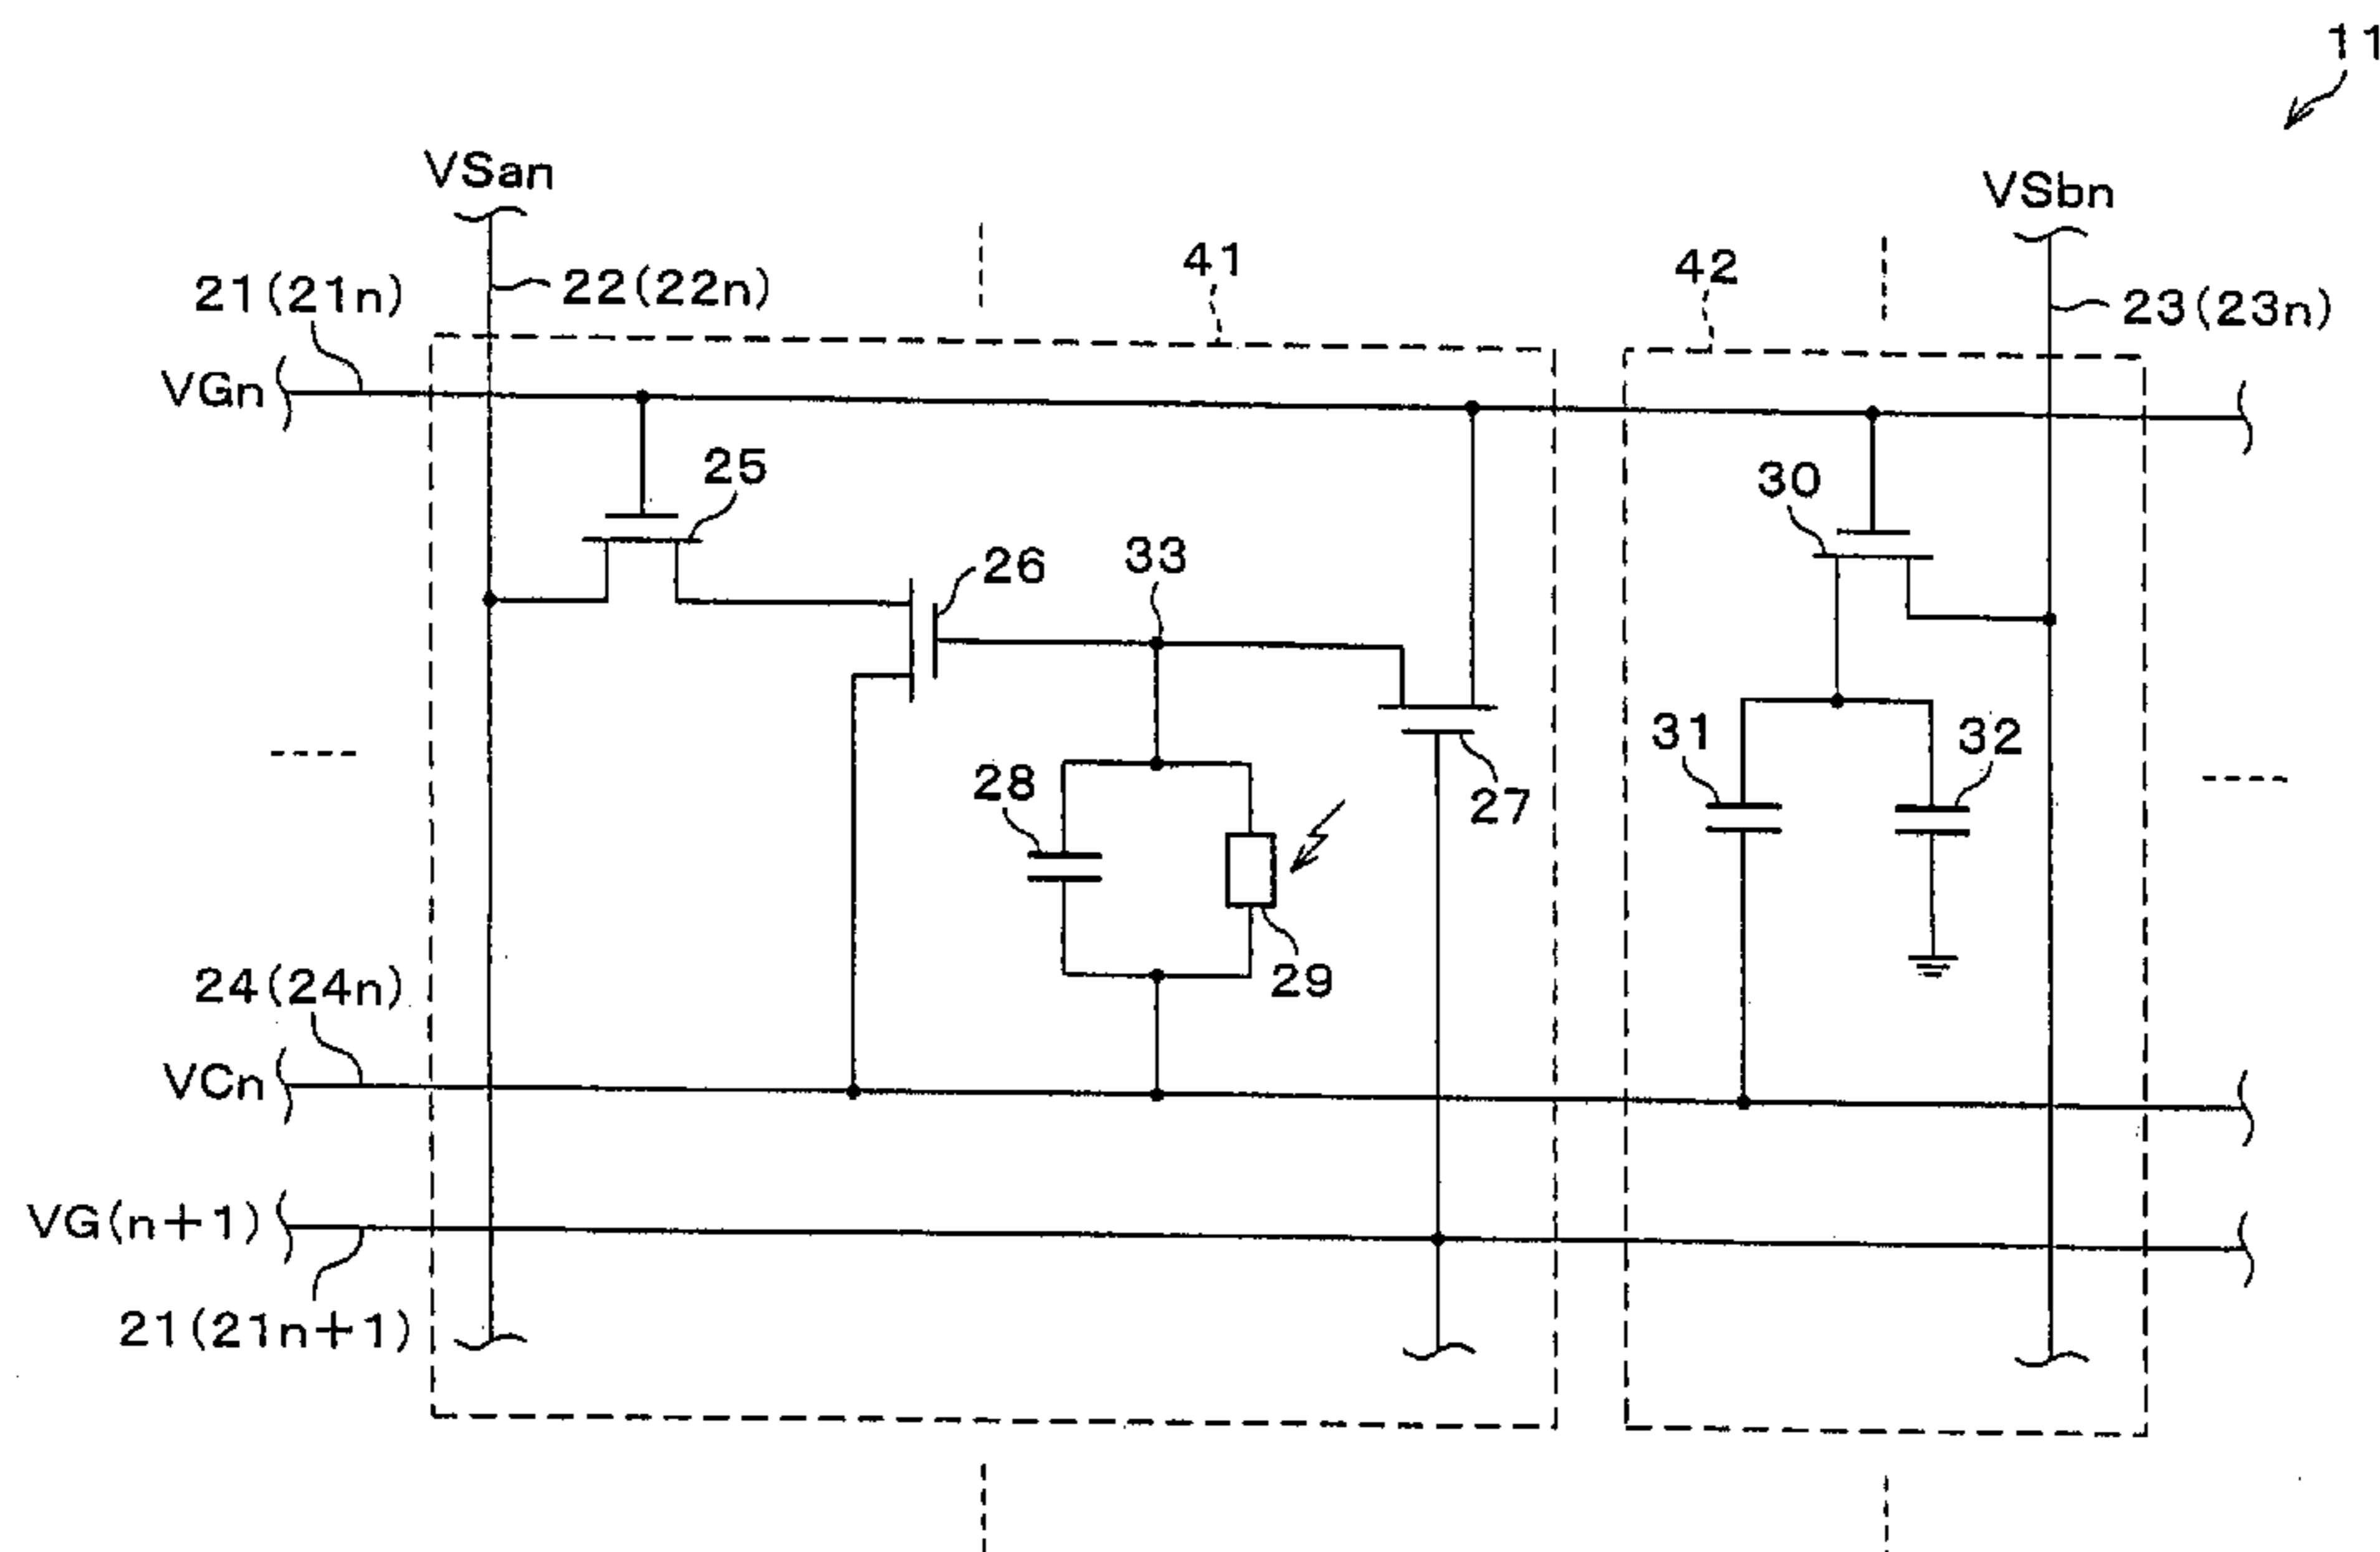 11
VSan
VSbn
41
42
21(21n)
22(22n)
23(23n)
VGn
25
30
26
33
31
32
28
27
29
24(24n)
VCn
VG(n+1)
21(21n+1)